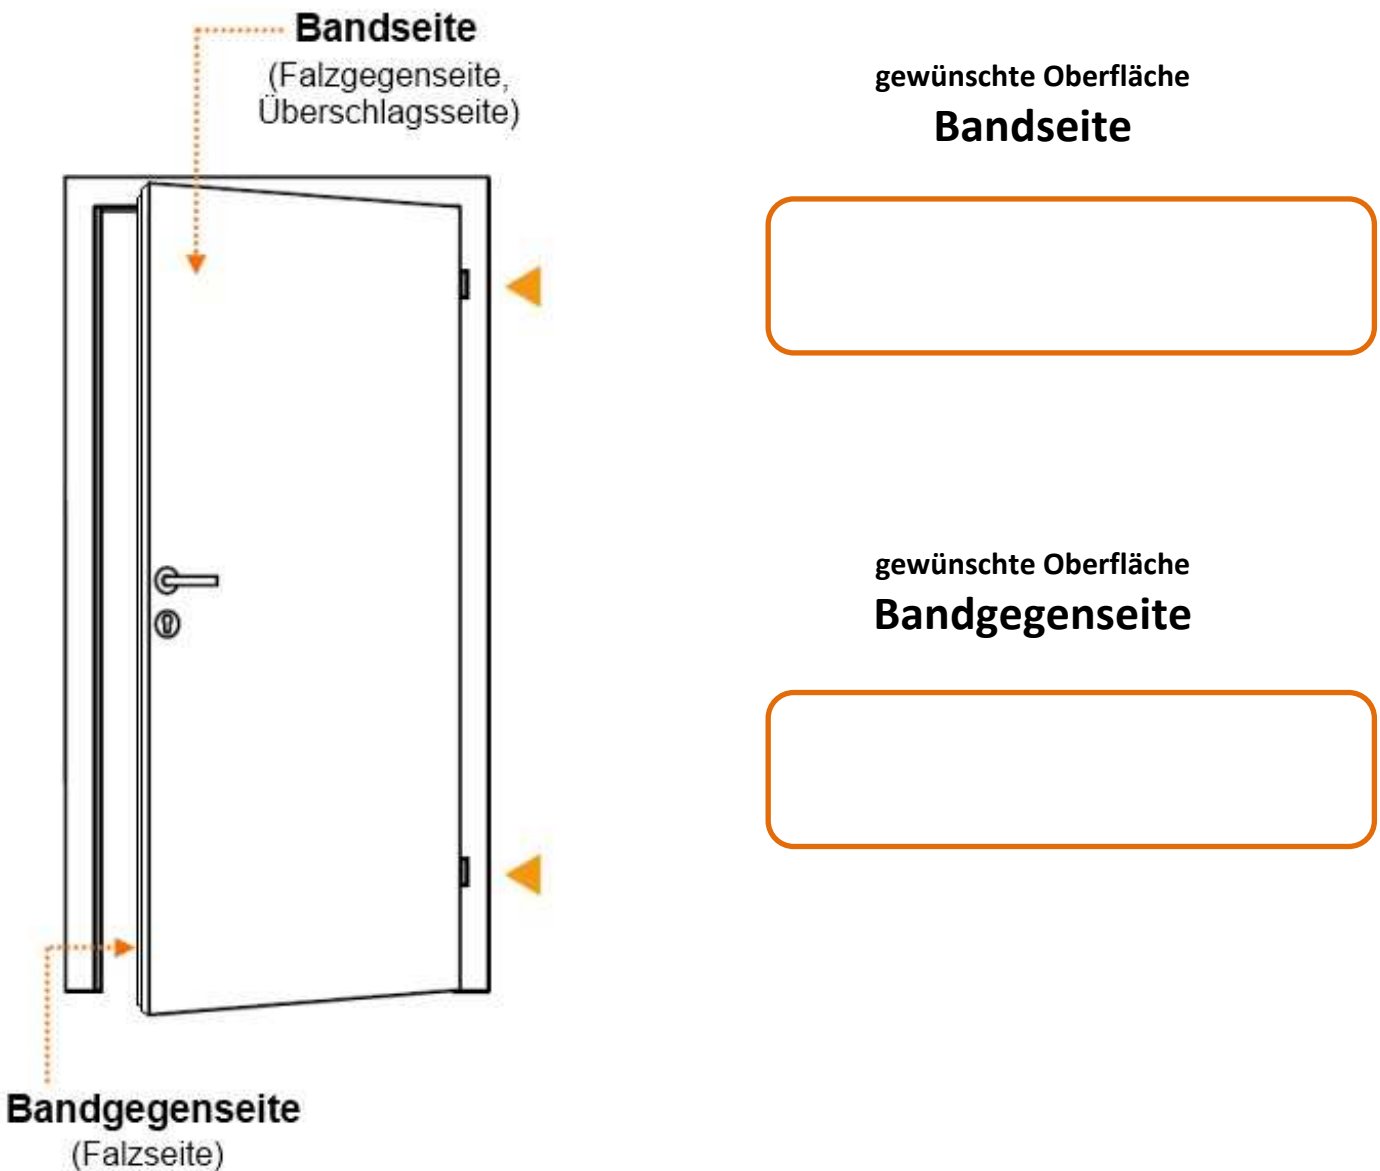 Bandseite
(Falzgegenseite,
Überschlagsseite)
gewünschte Oberfläche
Bandseite
gewünschte Oberfläche
Bandgegenseite
Bandgegenseite
(Falzseite)